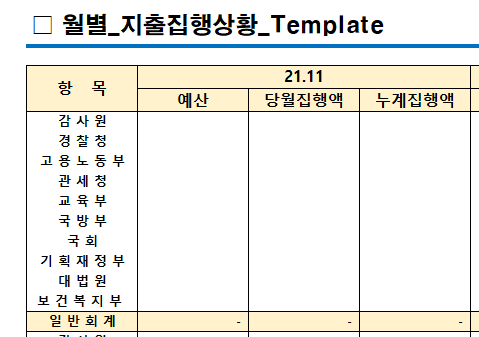 □ 월별_지출집행상황_Template
항 목
21.11
예산 당월집행액 누계집행액
감 사 원
경 찰 청
고 용 노 동 부
관 세 청
교 육 부
국 방 부
국 회
기 획 재 정 부
대 법 원
보 건 복 지 부
일 반 회 계 - - -